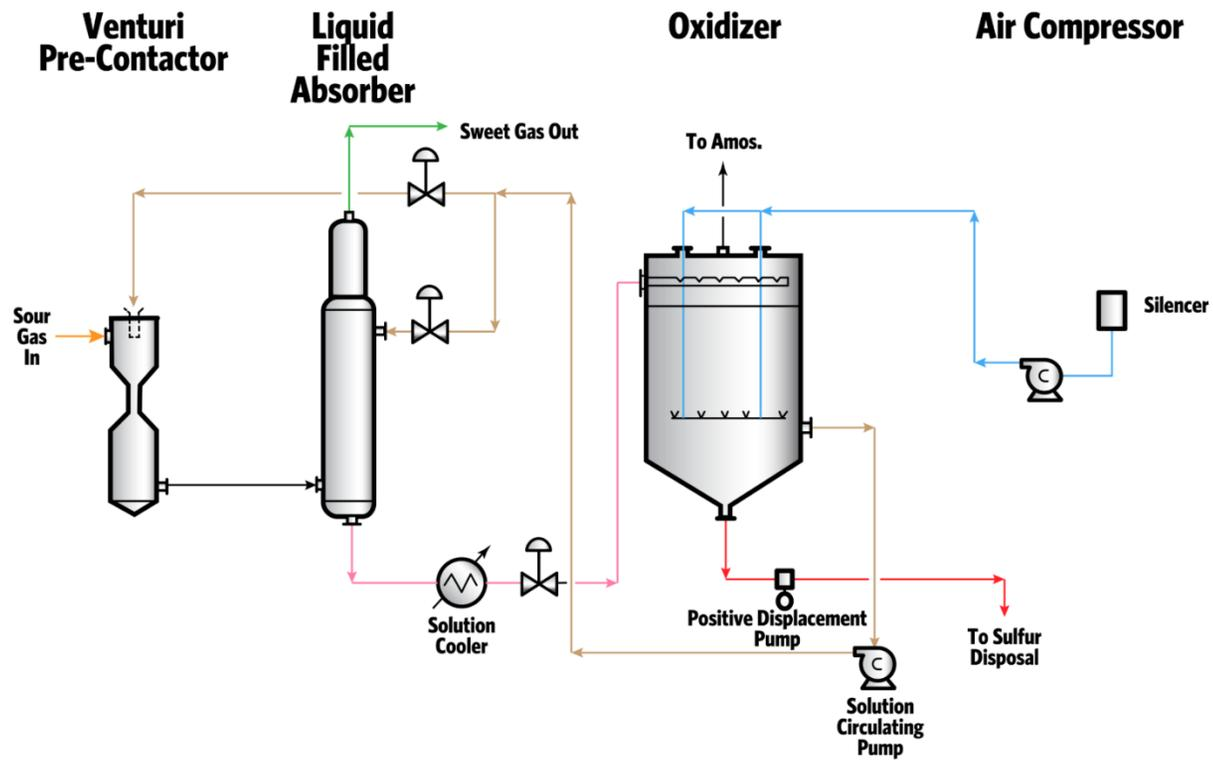 Venturi
Pre-Contactor
Liquid
Filled
Absorber
Oxidizer
Air Compressor
Sweet Gas Out
To Amos.
Sour
Gas
In
Silencer
C
Solution
Cooler
Positive Displacement
Pump
To Sulfur
Disposal
C
Solution
Circulating
Pump